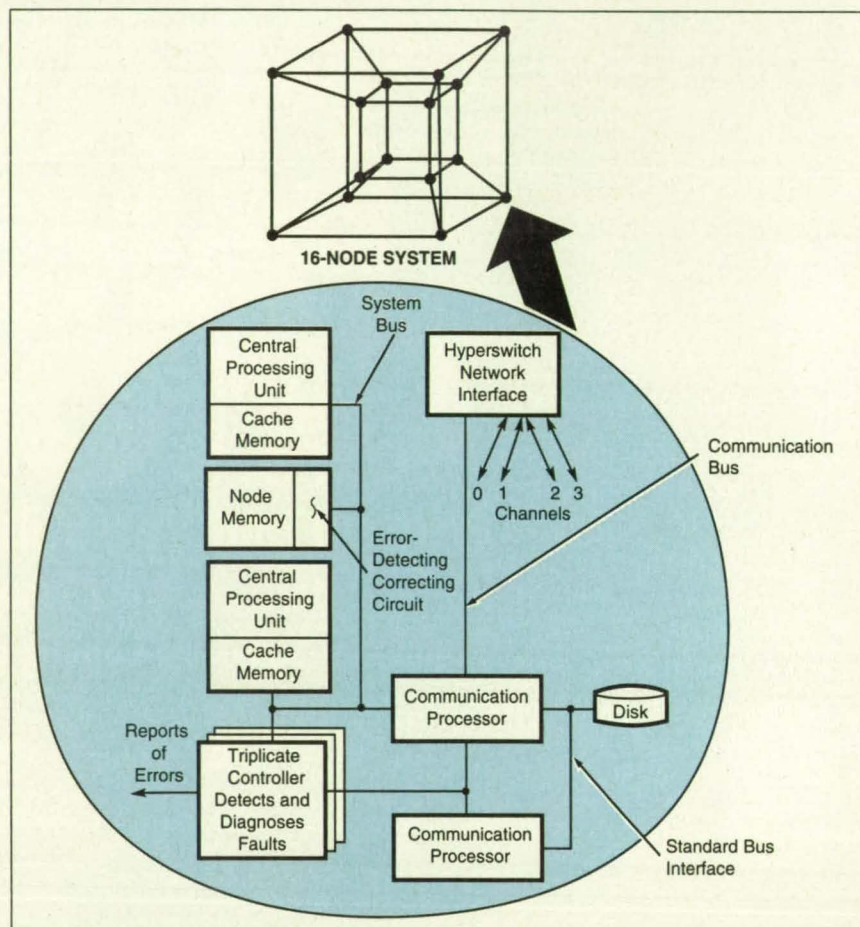 16-NODE SYSTEM
System
Bus
Central
Processing
Unit
Cache Memory
Hyperswitch
Network
Interface
Communication
Bus
0 1 2 3
Channels
Node
Memory
Error-
Detecting
Correcting
Circuit
Central
Processing
Unit
Cache
Memory
Communication
Processor
Disk
Reports
of
Errors
Triplicate
Controller
Detects and
Diagnoses
Faults
Communication
Processor
Standard Bus
Interface